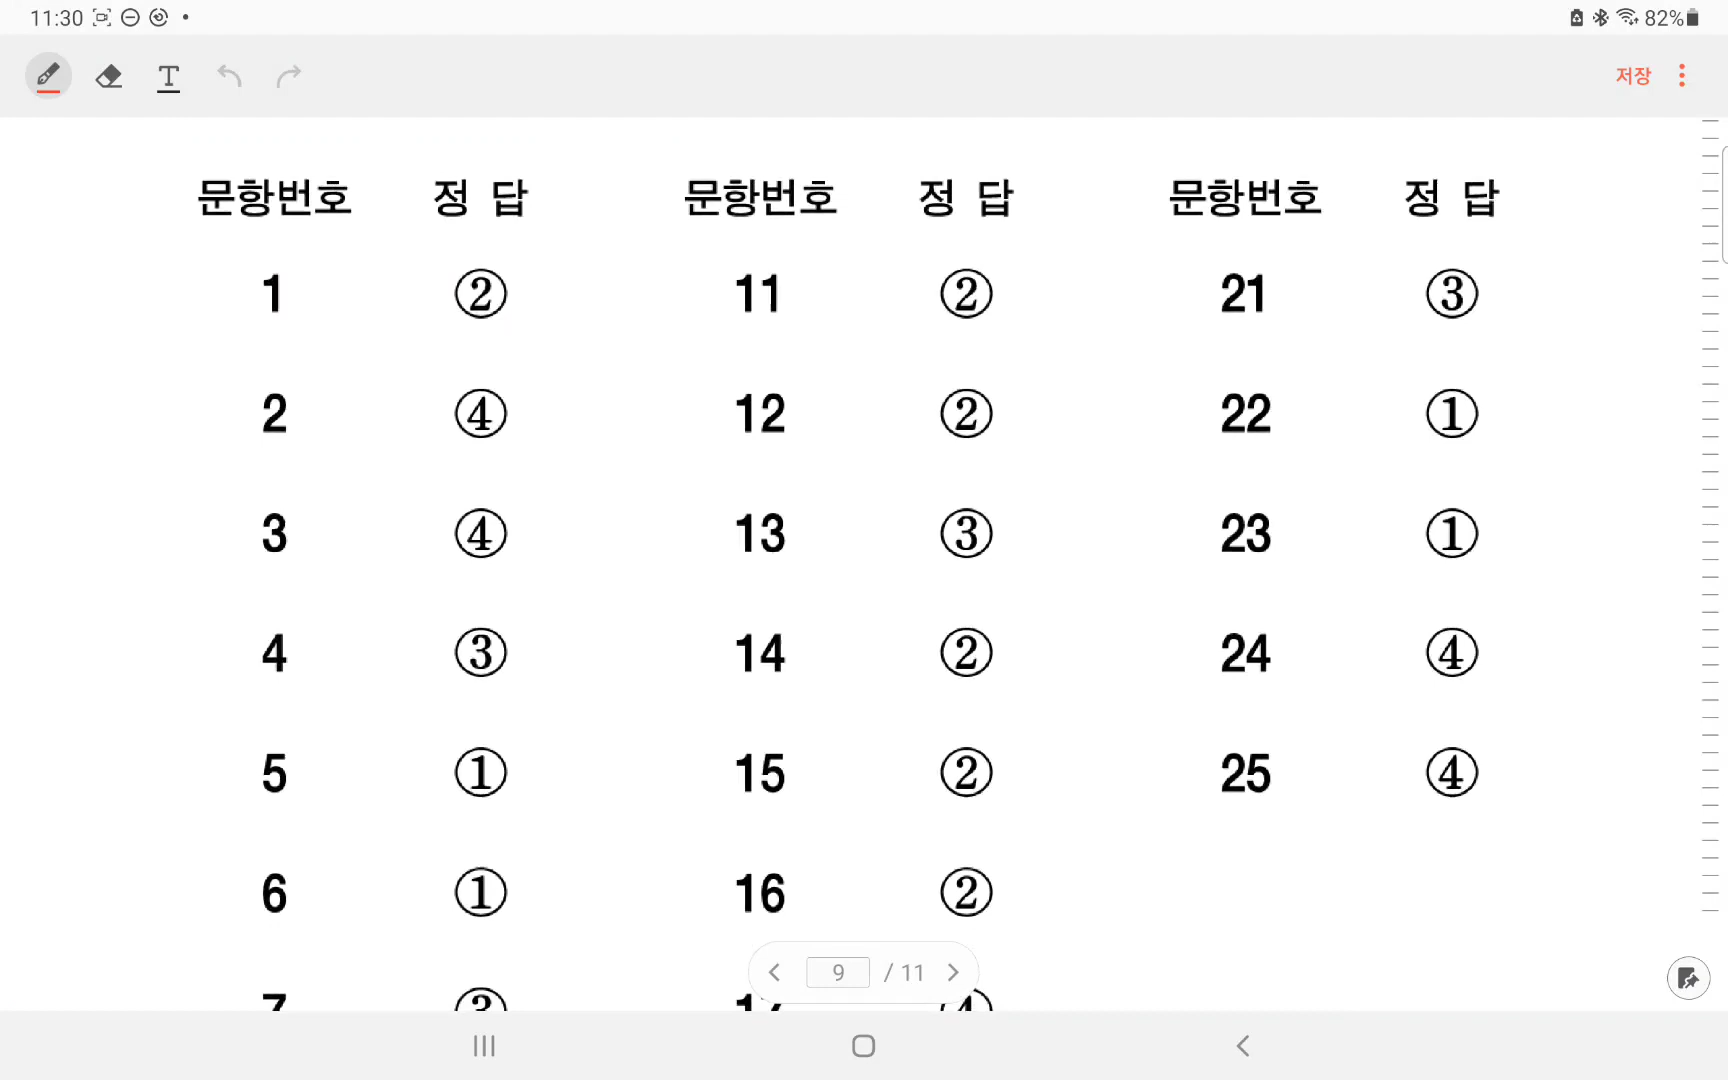 11:30 82%
저장
문항번호 정 답 문항번호 정 답 문항번호 정 답
1 ② 11 ② 21 ③
2 ④ 12 ② 22 ①
3 ④ 13 ③ 23 ①
4 ③ 14 ② 24 ④
5 ① 15 ② 25 ④
6 ① 16 ②
7 17 ④
9 / 11